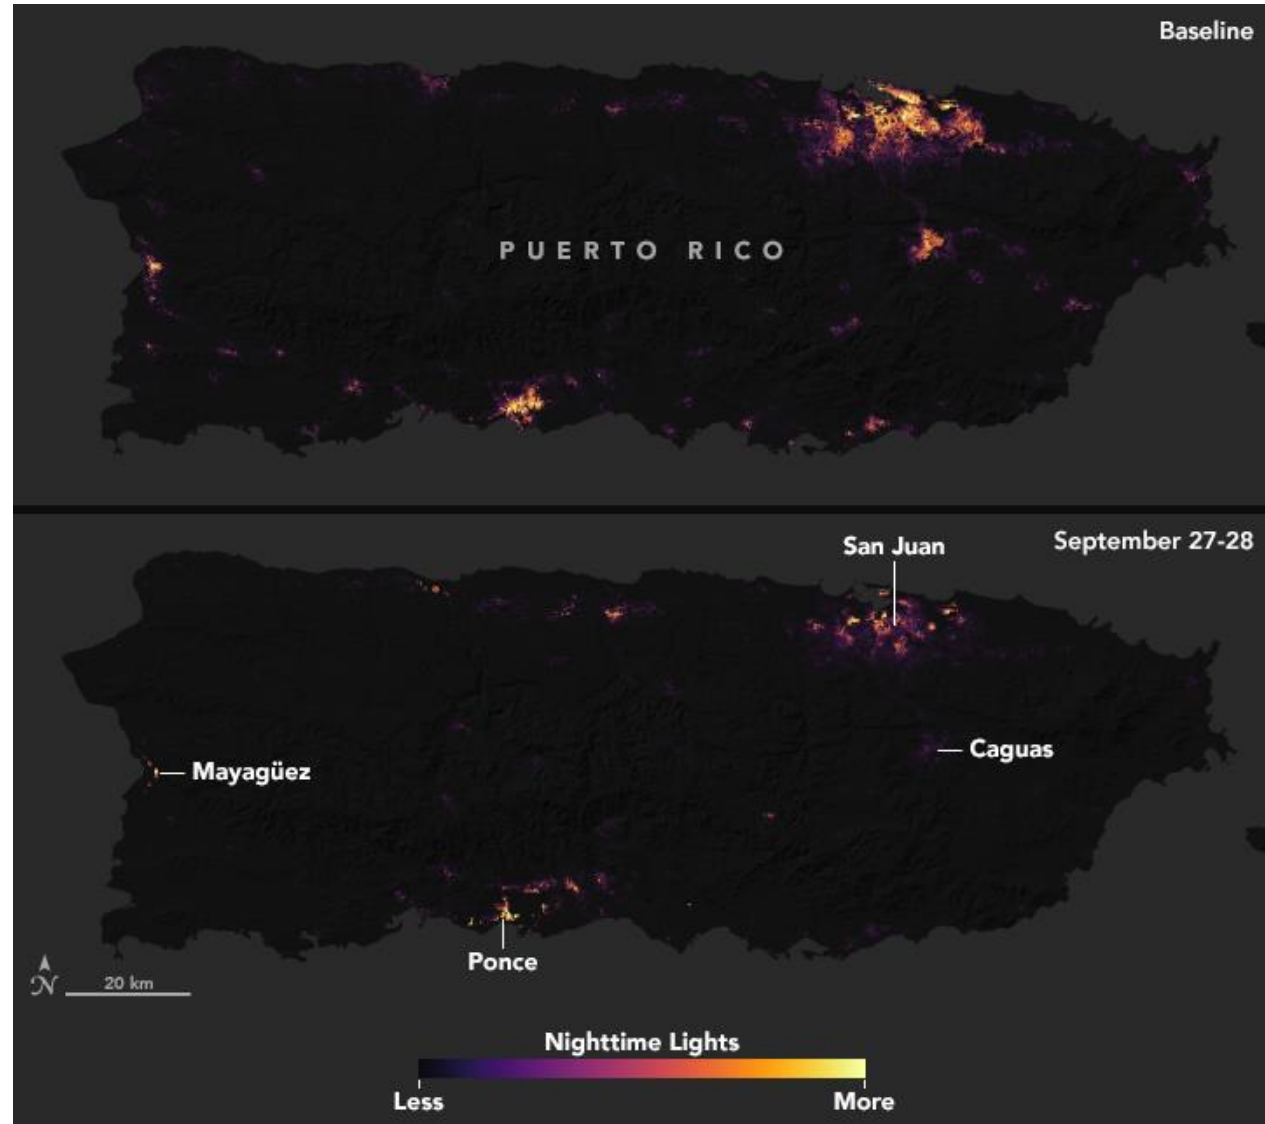 Baseline
PUERTO RICO
San Juan
September 27-28
Caguas
Mayagüez
Ponce
N
20 km
Nighttime Lights
Less
More